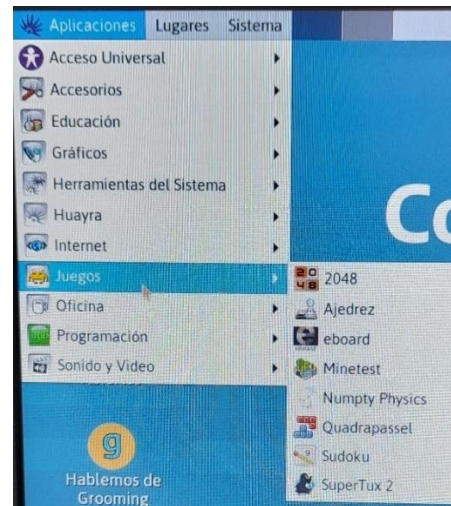 Aplicaciones Lugares Sistema
Acceso Universal
Accesorios
Educación
Gráficos
Herramientas del Sistema
Huayra
Internet
Juegos
Oficina
Programación
Sonido y Video
Co
2048
Ajedrez
eboard
Minetest
Numpty Physics
Quadrapassel
Sudoku
SuperTux 2
g
Hablemos de
Grooming